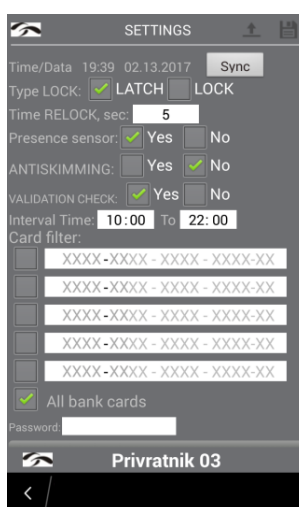 SETTINGS
Time/Data 19:39 02.13.2017 Sync
Type LOCK: LATCH LOCK
Time RELOCK, sec: 5
Presence sensor: Yes No
ANTISKIMMING: Yes No
VALIDATION CHECK: Yes No
Interval Time: 10:00 To 22:00
Card filter:
XXXX-XXXX - XXXX - XXXX-XX
XXXX-XXXX - XXXX - XXXX-XX
XXXX-XXXX - XXXX - XXXX-XX
XXXX-XXXX - XXXX - XXXX-XX
XXXX-XXXX - XXXX - XXXX-XX
All bank cards
Password:
Privratnik 03